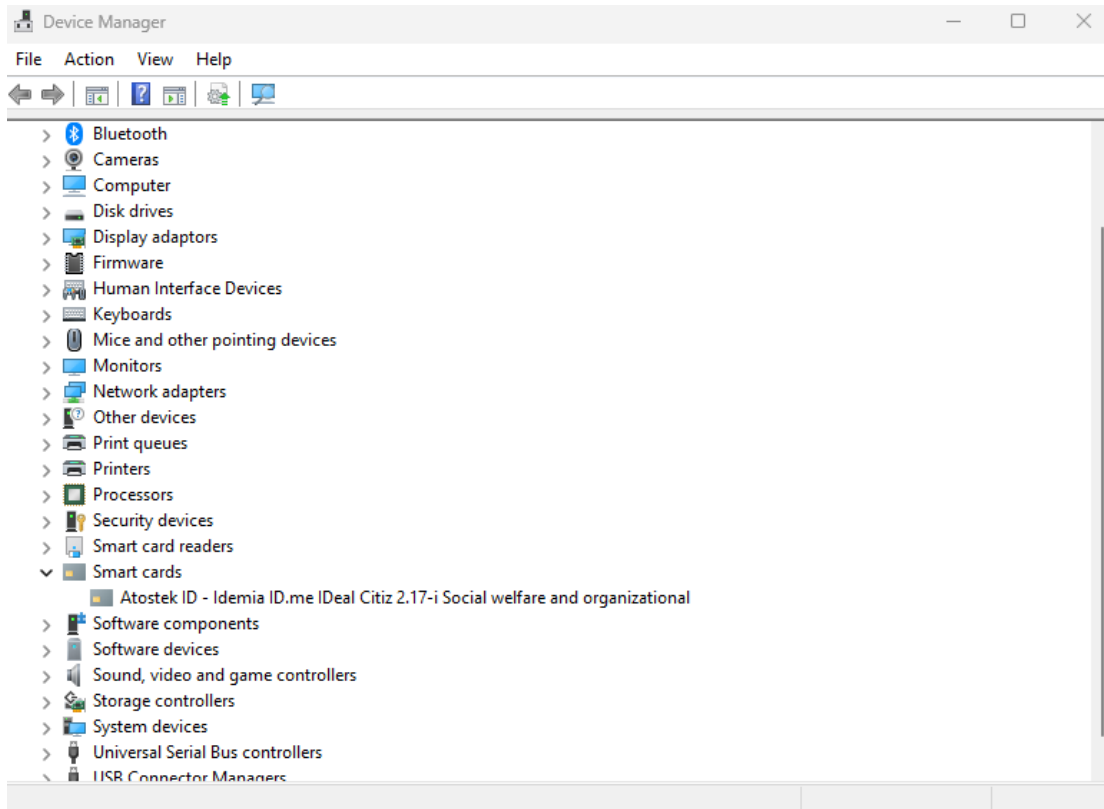 Device Manager
File Action View Help
Bluetooth
Cameras
Computer
Disk drives
Display adaptors
Firmware
Human Interface Devices
Keyboards
Mice and other pointing devices
Monitors
Network adapters
Other devices
Print queues
Printers
Processors
Security devices
Smart card readers
Smart cards
Atostek ID - Idemia ID.me IDeal Citiz 2.17-i Social welfare and organizational
Software components
Software devices
Sound, video and game controllers
Storage controllers
System devices
Universal Serial Bus controllers
USB Connector Managers